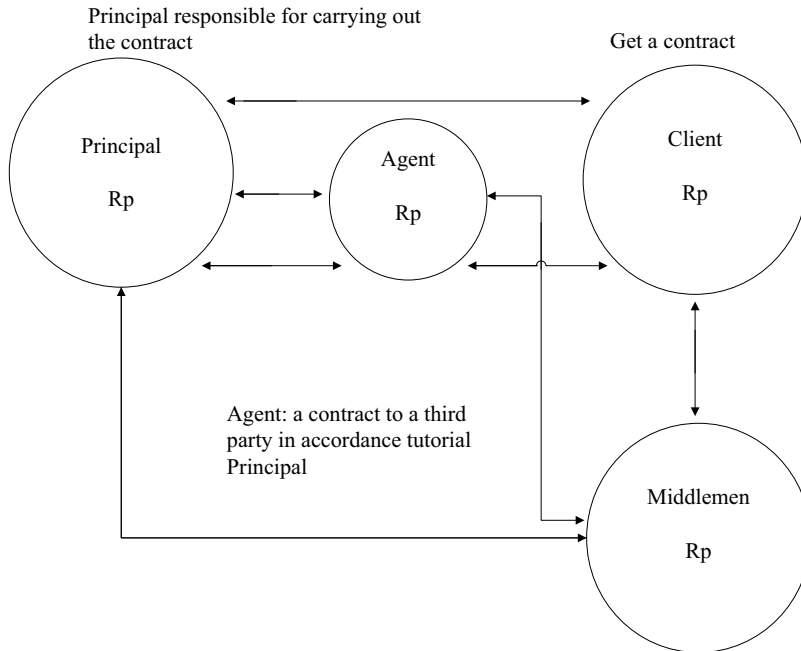 Principal responsible for carrying out
the contract
Get a contract
Principal
Rp
Agent
Rp
Client
Rp
Agent: a contract to a third
party in accordance tutorial
Principal
Middlemen
Rp